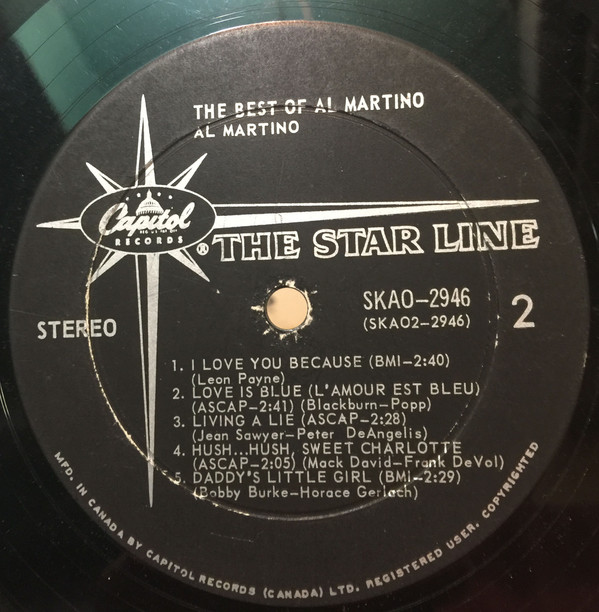 THE BEST OF AL MARTINO
AL MARTINO
Capitol
RECORDS
® THE STAR LINE
SKAO-2946
(SKAO2-2946)
2
STEREO
1. I LOVE YOU BECAUSE (BMI-2:40)
(Leon Payne)
2. LOVE IS BLUE (L'AMOUR EST BLEU)
(ASCAP-2:41) (Blackburn-Popp)
3. LIVING A LIE (ASCAP-2:28)
(Jean Sawyer-Peter DeAngelis)
4. HUSH...HUSH, SWEET CHARLOTTE
(ASCAP-2:05) (Mack David-Frank DeVol)
5. DADDY'S LITTLE GIRL (BMI-2:29)
(Bobby Burke-Horace Gerlach)
MFD. IN CANADA BY CAPITOL RECORDS (CANADA) LTD. REGISTERED USER. COPYRIGHTED